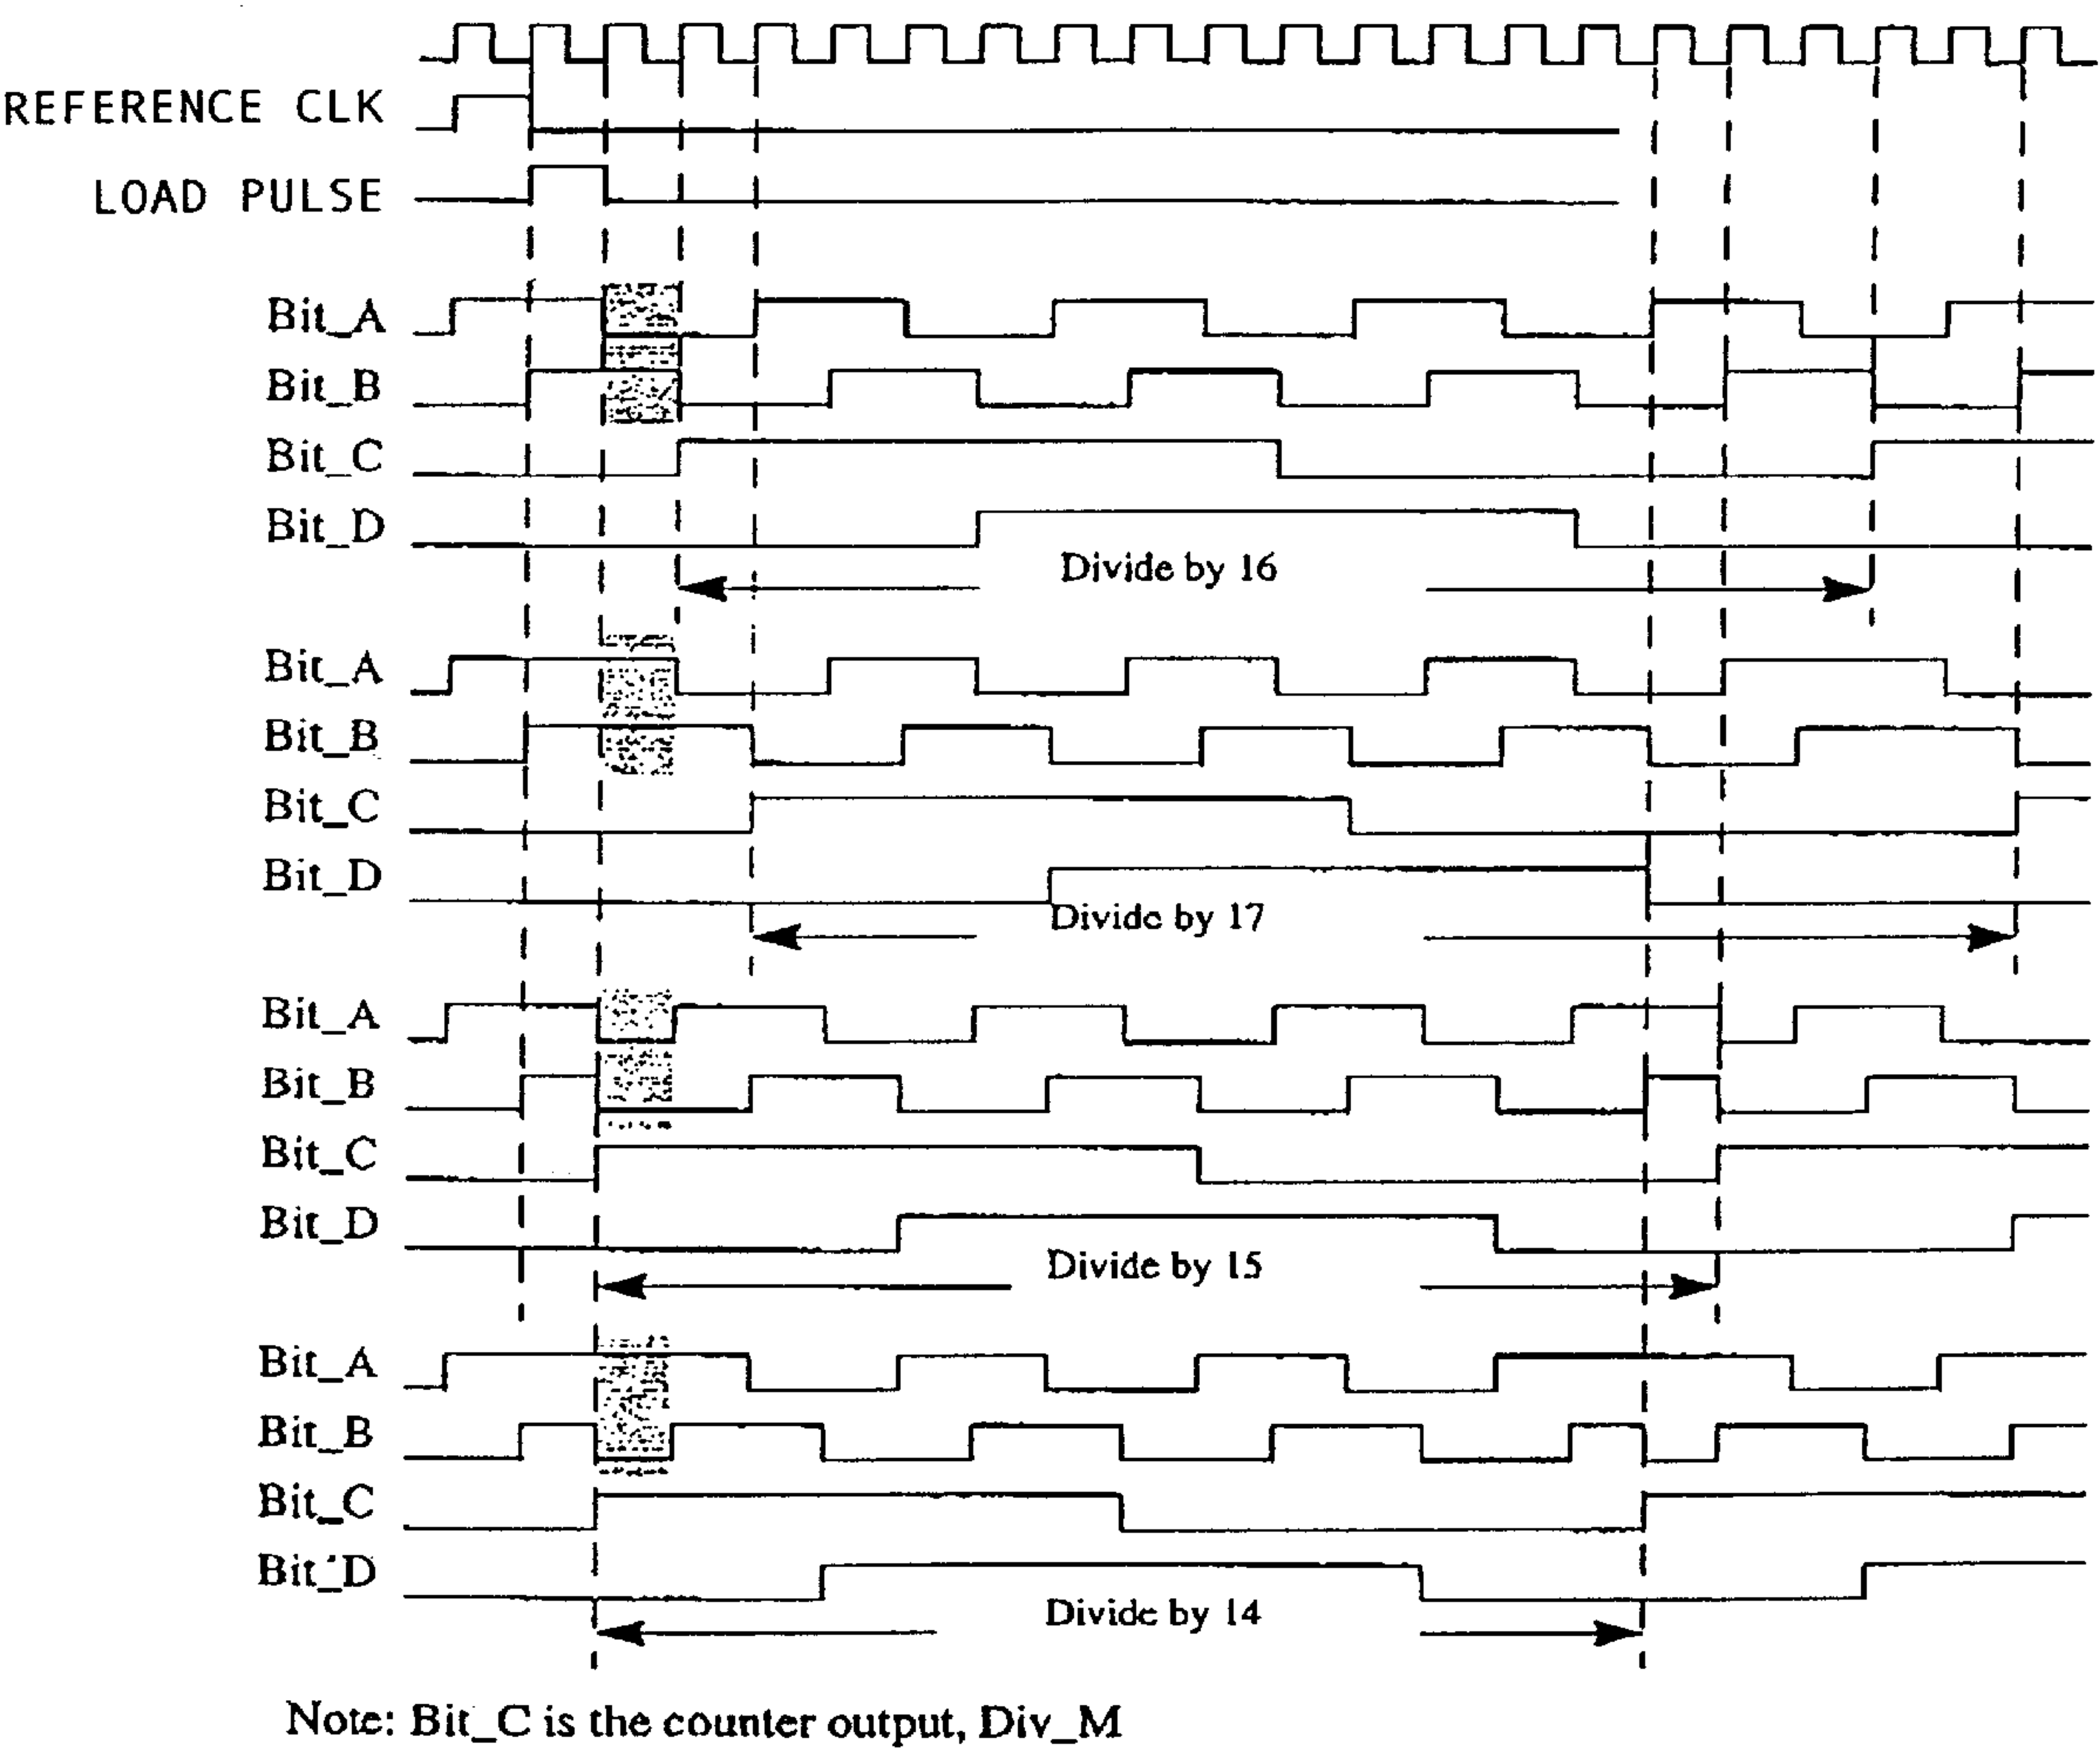 REFERENCE CLK
LOAD PULSE
Bit_A
Bit_B
Bit_C
Bit_D
Divide by 16
Bit_A
Bit_B
Bit_C
Bit_D
Divide by 17
Bit_A
Bit_B
Bit_C
Bit_D
Divide by 15
Bit_A
Bit_B
Bit_C
Bit_D
Divide by 14
Note: Bit_C is the counter output, Div_M